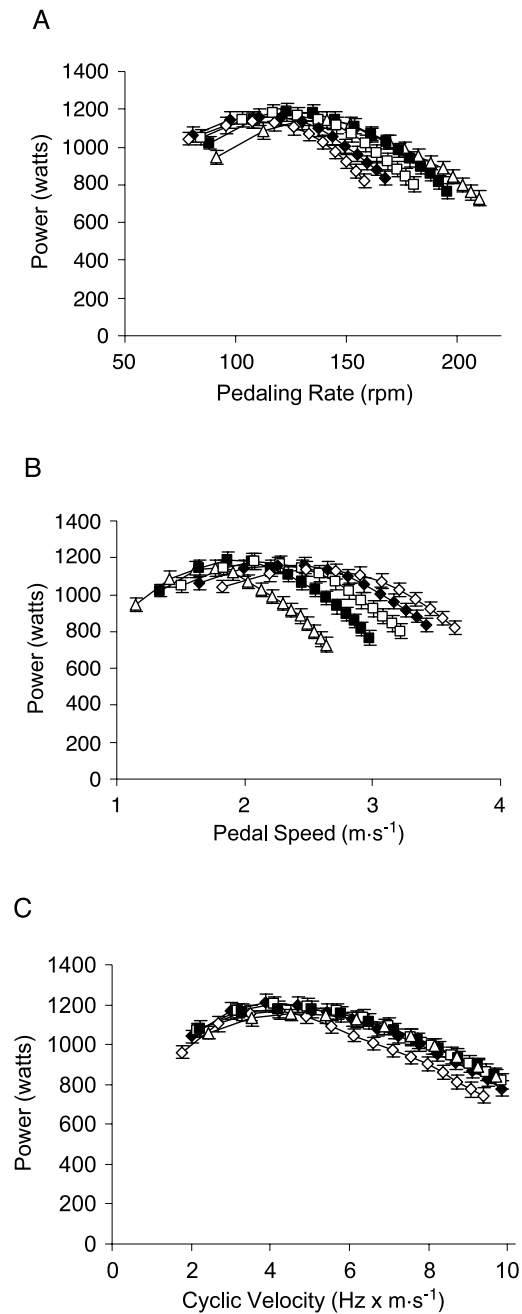 A
1400
1200
1000
800
600
400
200
0
Power (watts)
50 100 150 200
Pedaling Rate (rpm)
B
1400
1200
1000
800
600
400
200
0
Power (watts)
1 2 3 4
Pedal Speed (m·s-1)
C
1400
1200
1000
800
600
400
200
0
Power (watts)
0 2 4 6 8 10
Cyclic Velocity (Hz x m·s-1)